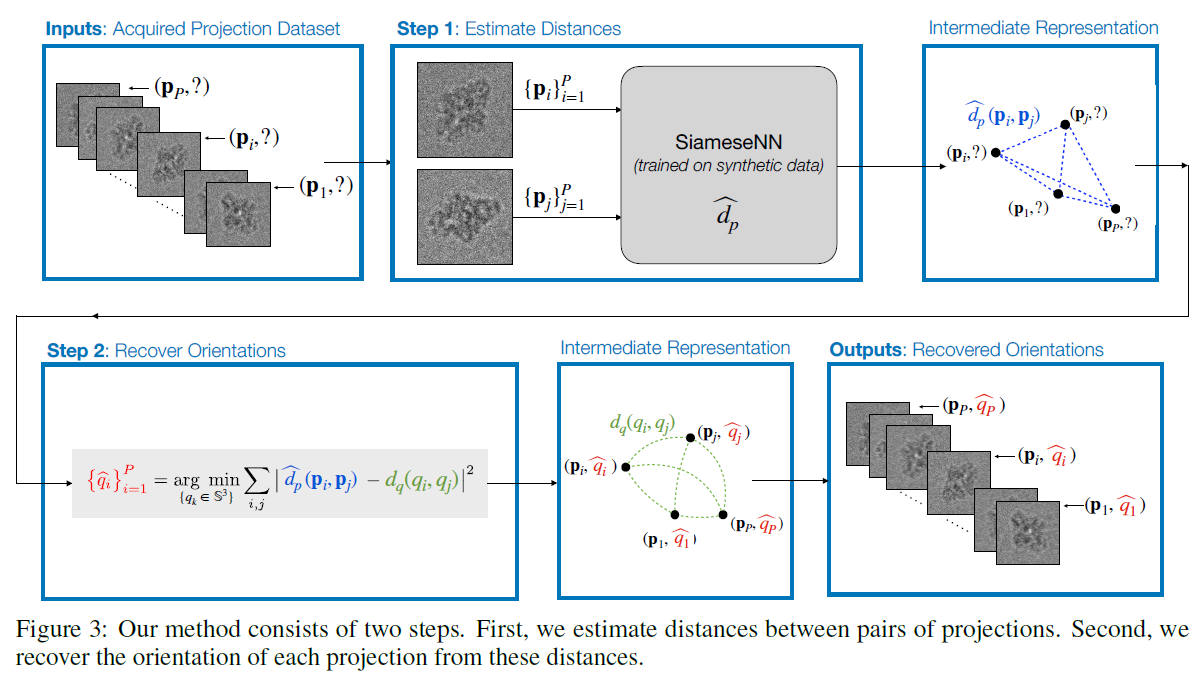 Inputs: Acquired Projection Dataset
(p_P,?)
(p_i,?)
(p_1,?)
Step 1: Estimate Distances
{p_i}_{i=1}^P
{p_j}_{j=1}^P
SiameseNN
(trained on synthetic data)
\widehat{d_p}
Intermediate Representation
\widehat{d_p}(p_i, p_j)
(p_j,?)
(p_i,?)
(p_1,?)
(p_P,?)
Step 2: Recover Orientations
{\widehat{q_i}}_{i=1}^P = arg min_{{q_k ∈ 𝕊^3}} ∑_{i,j} |\widehat{d_p}(p_i, p_j) − d_q(q_i, q_j)|^2
Intermediate Representation
d_q(q_i, q_j)
(p_j, \widehat{q_j})
(p_i, \widehat{q_i})
(p_1, \widehat{q_1})
(p_P, \widehat{q_P})
Outputs: Recovered Orientations
(p_P, \widehat{q_P})
(p_i, \widehat{q_i})
(p_1, \widehat{q_1})
Figure 3: Our method consists of two steps. First, we estimate distances between pairs of projections. Second, we
recover the orientation of each projection from these distances.